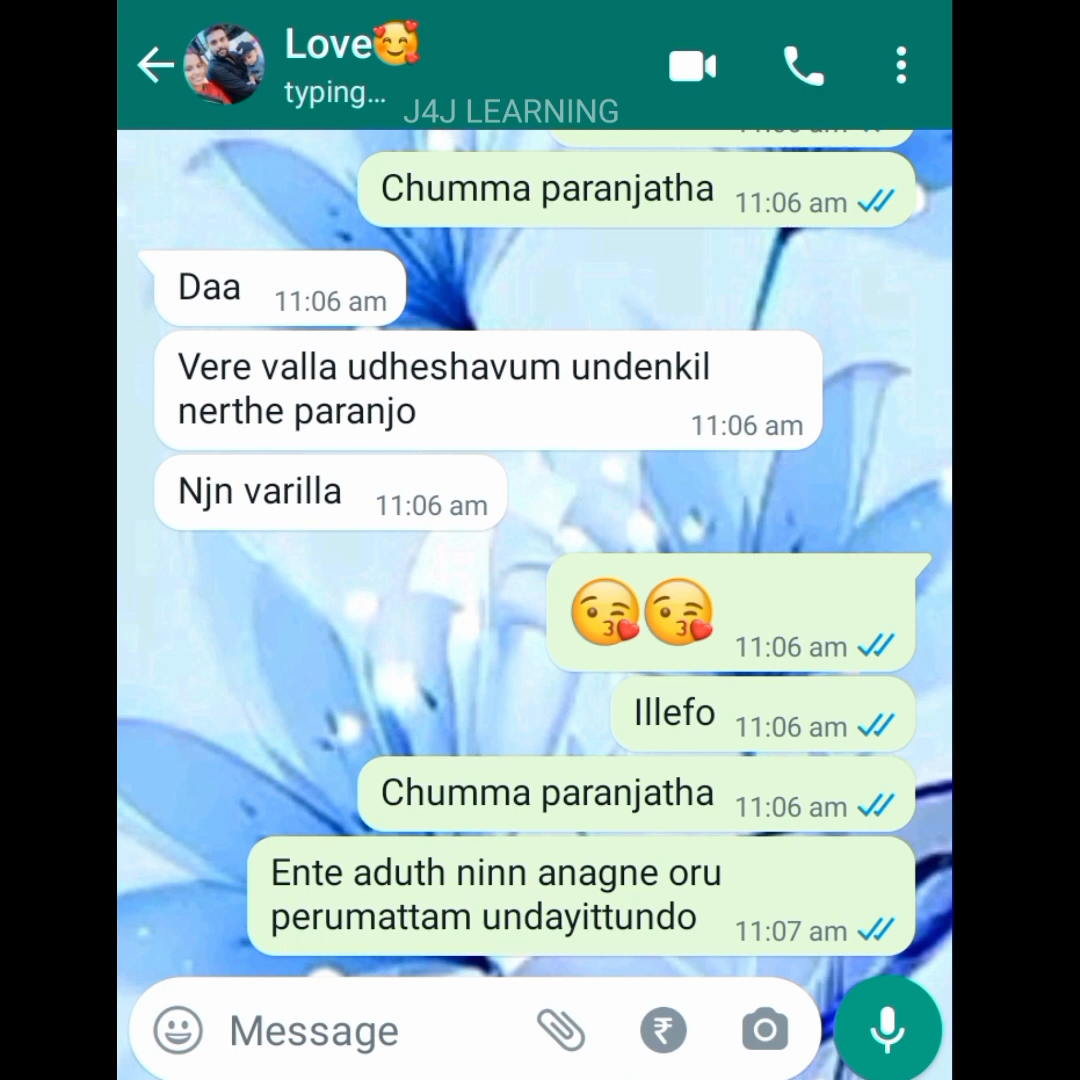 Love🥰
typing...
J4J LEARNING
Chumma paranjatha 11:06 am
Daa 11:06 am
Vere valla udheshavum undenkil
nerthe paranjo 11:06 am
Njn varilla 11:06 am
😘😘 11:06 am
Illefo 11:06 am
Chumma paranjatha 11:06 am
Ente aduth ninn anagne oru
perumattam undayittundo 11:07 am
Message